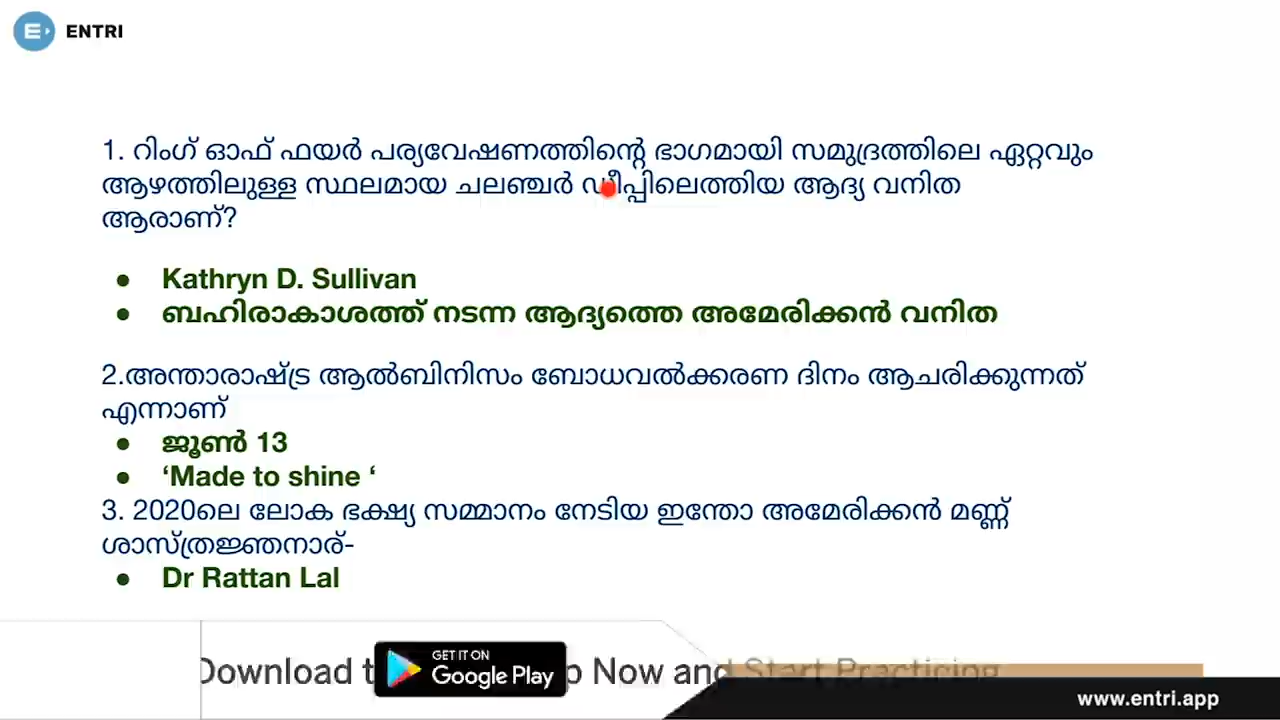 ENTRI
1. റിംഗ് ഓഫ് ഫയർ പര്യവേഷണത്തിന്റെ ഭാഗമായി സമുദ്രത്തിലെ ഏറ്റവും
ആഴത്തിലുള്ള സ്ഥലമായ ചലഞ്ചർ ഡീപ്പിലെത്തിയ ആദ്യ വനിത
ആരാണ്?
● Kathryn D. Sullivan
● ബഹിരാകാശത്ത് നടന്ന ആദ്യത്തെ അമേരിക്കൻ വനിത
2.അന്താരാഷ്ട്ര ആൽബിനിസം ബോധവൽക്കരണ ദിനം ആചരിക്കുന്നത്
എന്നാണ്
● ജൂൺ 13
● ‘Made to shine ‘
3. 2020ലെ ലോക ഭക്ഷ്യ സമ്മാനം നേടിയ ഇന്തോ അമേരിക്കൻ മണ്ണ്
ശാസ്ത്രജ്ഞനാര്-
● Dr Rattan Lal
Download Now and Start Practicing
GET IT ON
Google Play
www.entri.app